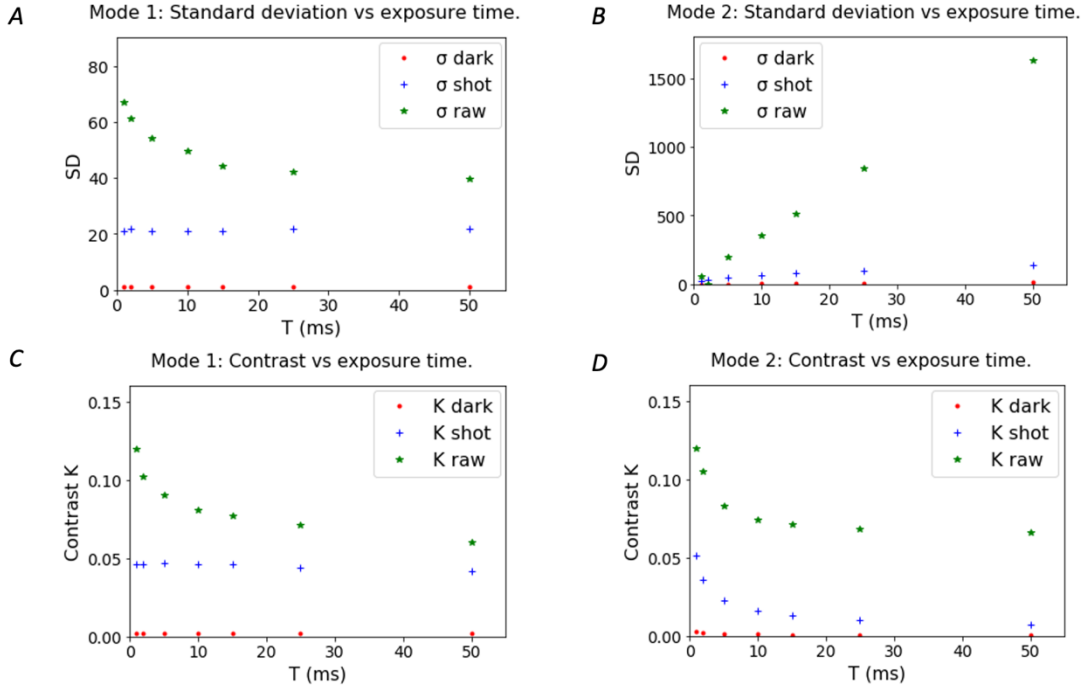 A
Mode 1: Standard deviation vs exposure time.
80
60
40
20
0
SD
σ dark
σ shot
σ raw
0 10 20 30 40 50
T (ms)
B
Mode 2: Standard deviation vs exposure time.
1500
1000
500
0
SD
σ dark
σ shot
σ raw
0 10 20 30 40 50
T (ms)
C
Mode 1: Contrast vs exposure time.
0.15
0.10
0.05
0.00
Contrast K
K dark
K shot
K raw
0 10 20 30 40 50
T (ms)
D
Mode 2: Contrast vs exposure time.
0.15
0.10
0.05
0.00
Contrast K
K dark
K shot
K raw
0 10 20 30 40 50
T (ms)